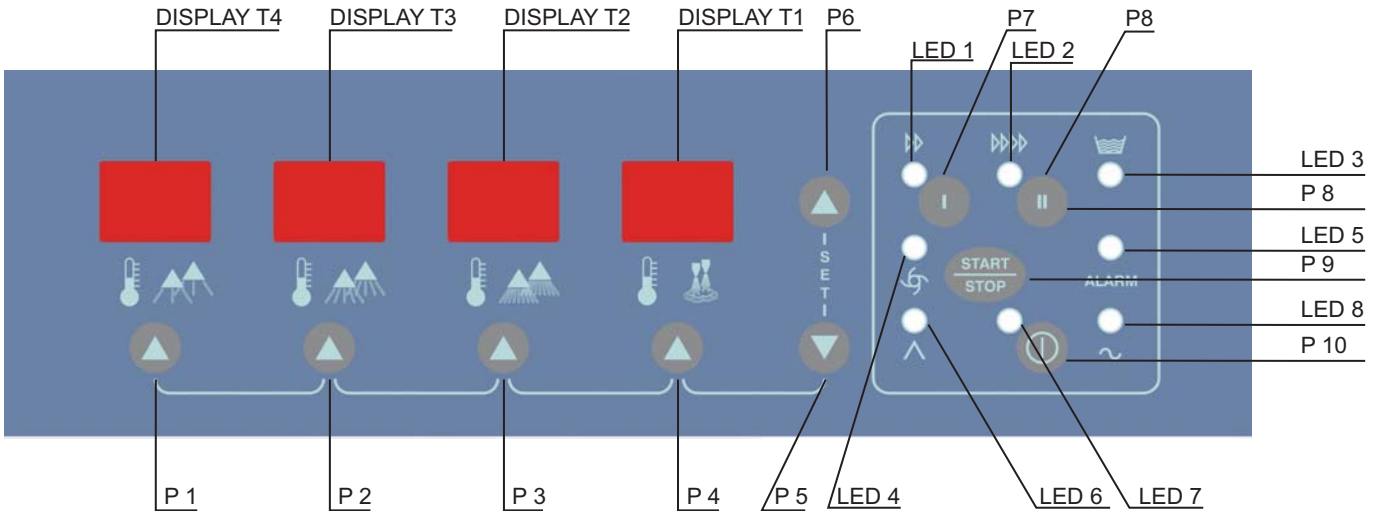 DISPLAY T4 DISPLAY T3 DISPLAY T2 DISPLAY T1 P6 P7 P8
LED 1 LED 2
LED 3
P 8
I II
LED 5
SET
START
STOP
P 9
ALARM
LED 8
P 10
P 1 P 2 P 3 P 4 P 5 LED 4 LED 6 LED 7